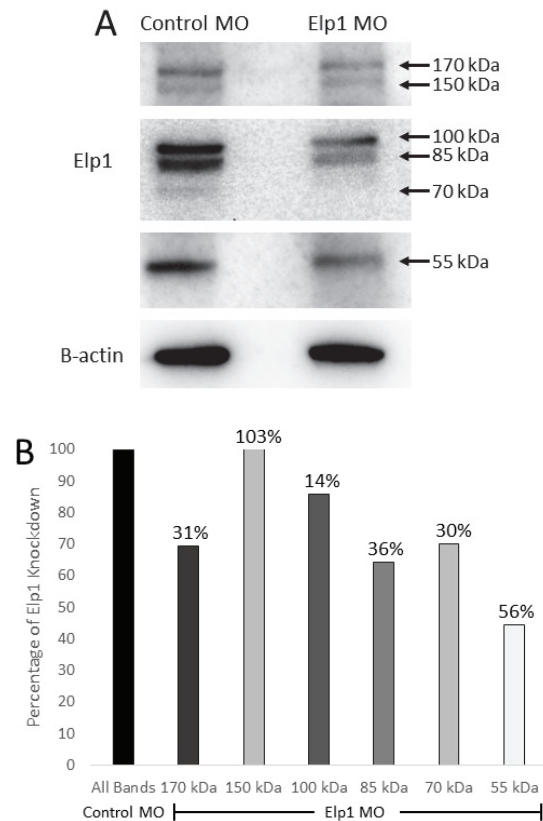 A
Control MO Elp1 MO
170 kDa
150 kDa
Elp1
100 kDa
85 kDa
70 kDa
55 kDa
B-actin
B
Percentage of Elp1 Knockdown
100
90
80
70
60
50
40
30
20
10
0
31%
103%
14%
36%
30%
56%
All Bands 170 kDa 150 kDa 100 kDa 85 kDa 70 kDa 55 kDa
Control MO Elp1 MO